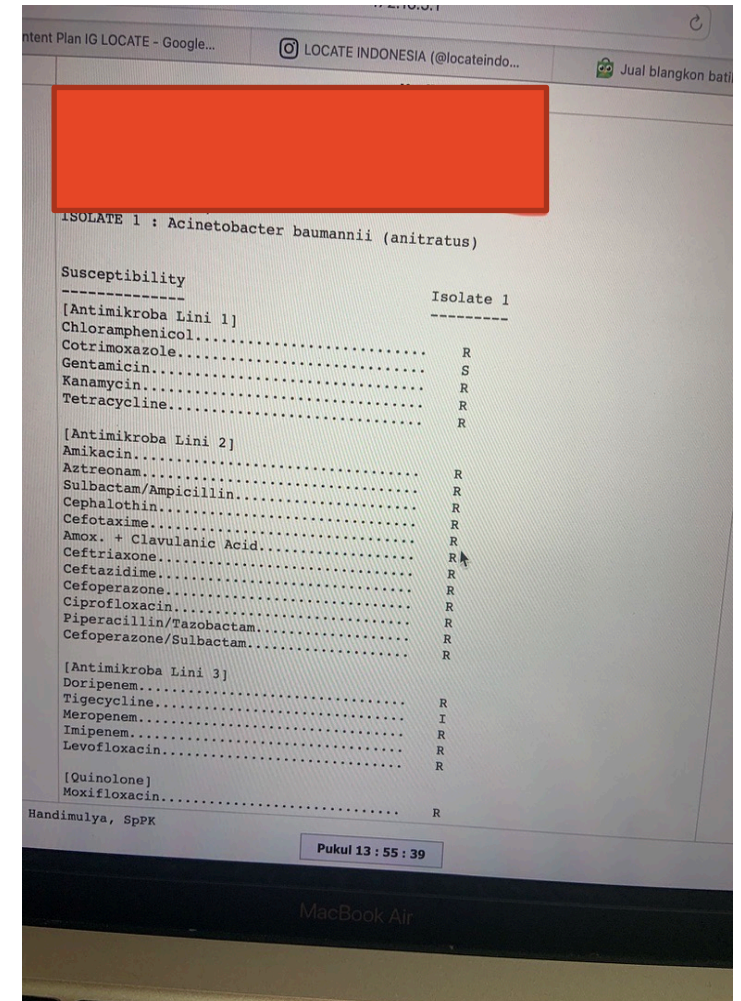 ntent Plan IG LOCATE - Google...
LOCATE INDONESIA (@locateindo...
Jual blangkon bati
ISOLATE 1 : Acinetobacter baumannii (anitratus)
Susceptibility Isolate 1
-------------- ---------
[Antimikroba Lini 1]
Chloramphenicol............................ R
Cotrimoxazole.............................. S
Gentamicin................................. R
Kanamycin.................................. R
Tetracycline............................... R
[Antimikroba Lini 2]
Amikacin................................... R
Aztreonam.................................. R
Sulbactam/Ampicillin....................... R
Cephalothin................................ R
Cefotaxime................................. R
Amox. + Clavulanic Acid.................... R
Ceftriaxone................................ R
Ceftazidime................................ R
Cefoperazone............................... R
Ciprofloxacin.............................. R
Piperacillin/Tazobactam.................... R
Cefoperazone/Sulbactam..................... R
[Antimikroba Lini 3]
Doripenem.................................. R
Tigecycline................................ I
Meropenem.................................. R
Imipenem................................... R
Levofloxacin............................... R
[Quinolone]
Moxifloxacin............................... R
Handimulya, SpPK
Pukul 13 : 55 : 39
MacBook Air